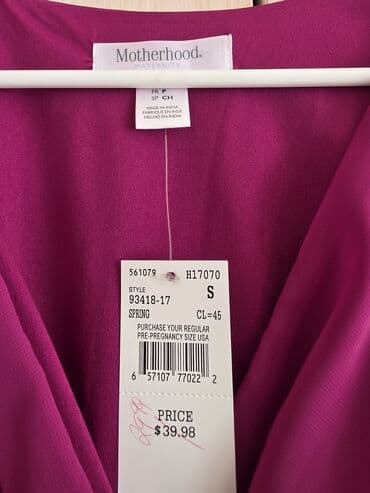 Motherhood®
MATERNITY
FR P
SP CH
MADE IN INDIA
FABRIQUÉ EN INDE
HECHO EN INDIA
561079 H17070
STYLE
93418-17 S
SPRING CL=45
PURCHASE YOUR REGULAR
PRE-PREGNANCY SIZE USA
6 57107 77022 2
PRICE
$39.98